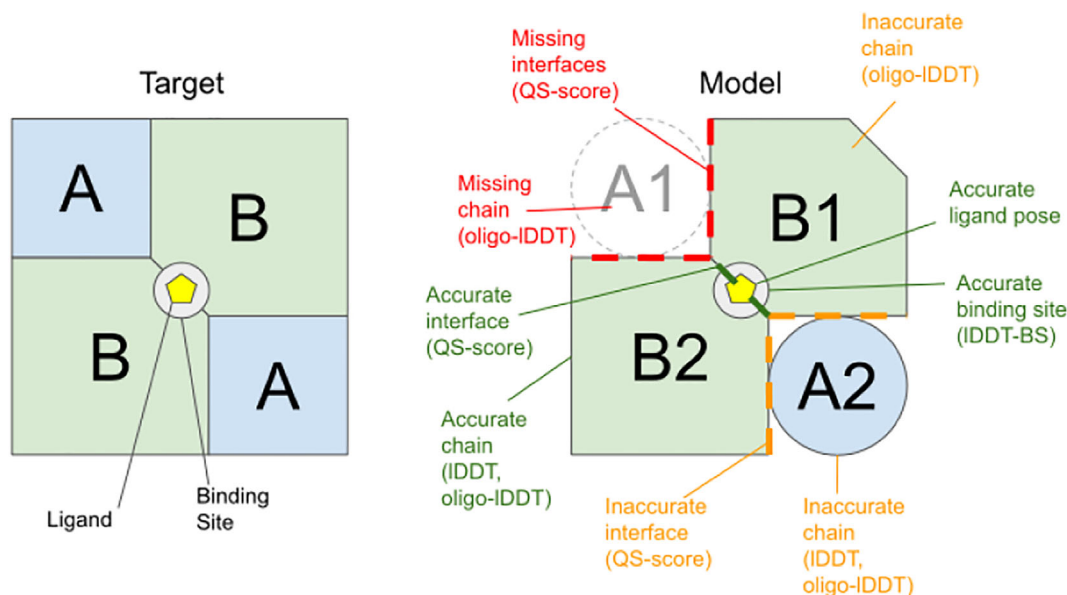 Target
A
B
B
A
Ligand
Binding
Site
Model
Missing
interfaces
(QS-score)
Inaccurate
chain
(oligo-lDDT)
Missing
chain
(oligo-lDDT)
A1
B1
Accurate
ligand pose
Accurate
interface
(QS-score)
Accurate
binding site
(lDDT-BS)
B2
A2
Accurate
chain
(lDDT,
oligo-lDDT)
Inaccurate
interface
(QS-score)
Inaccurate
chain
(lDDT,
oligo-lDDT)